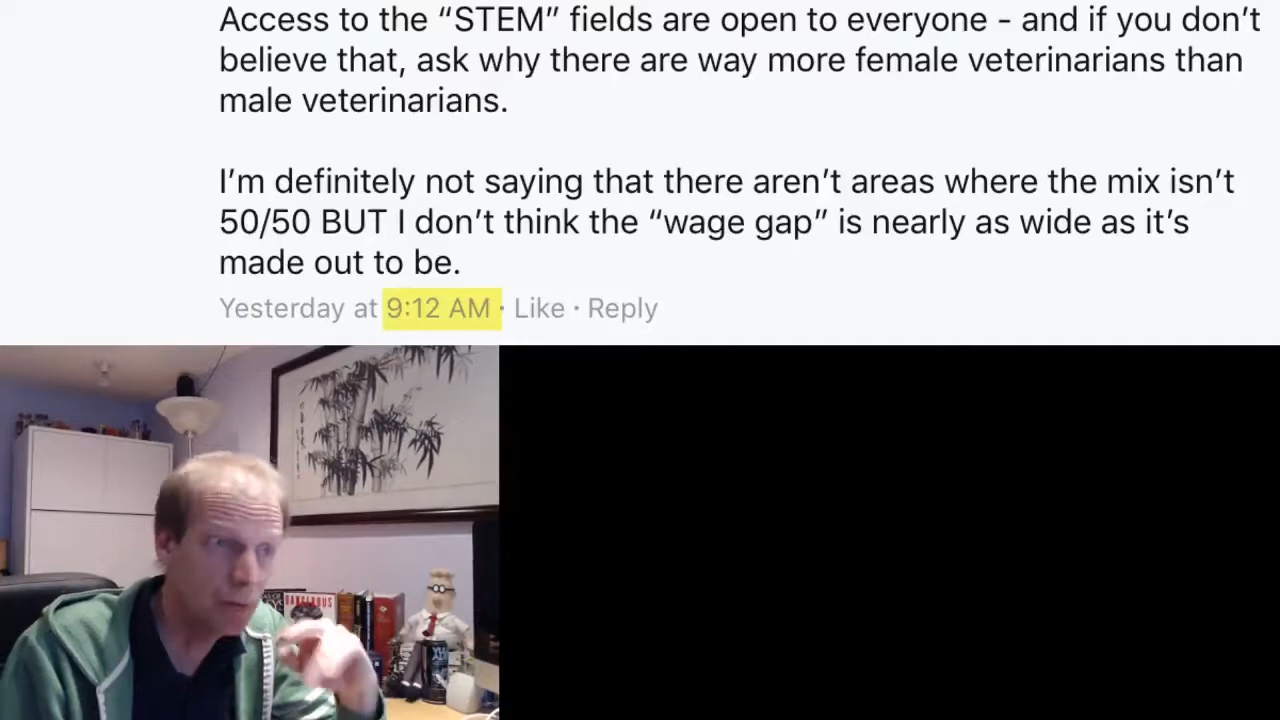 Access to the “STEM” fields are open to everyone - and if you don’t
believe that, ask why there are way more female veterinarians than
male veterinarians.
I’m definitely not saying that there aren’t areas where the mix isn’t
50/50 BUT I don’t think the “wage gap” is nearly as wide as it’s
made out to be.
Yesterday at 9:12 AM · Like · Reply
DANGEROUS